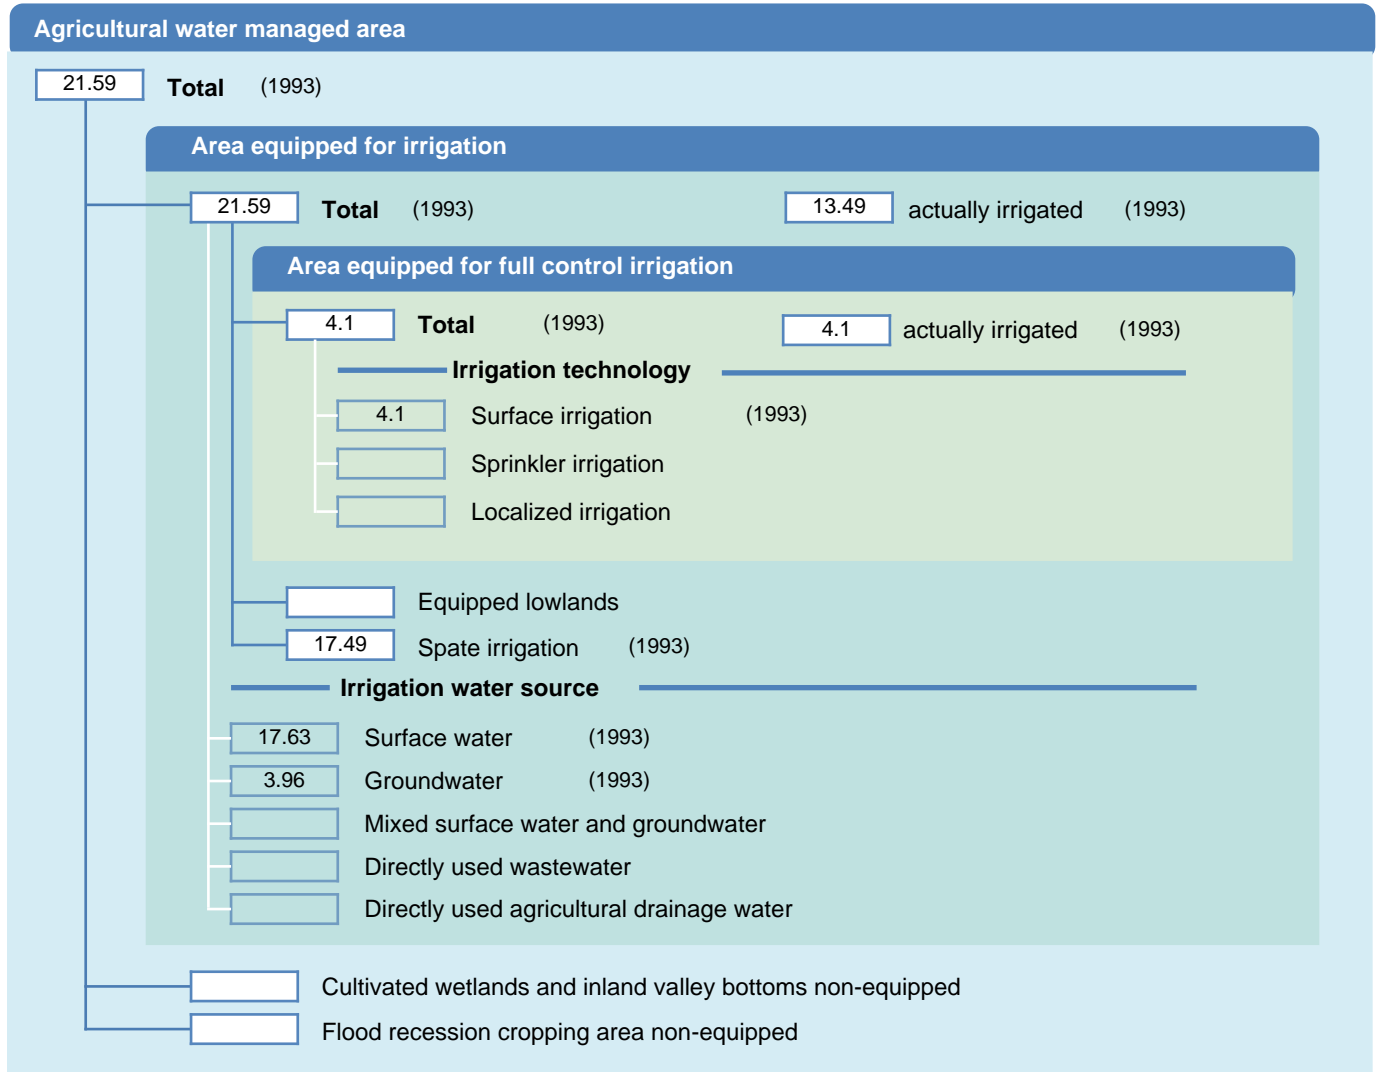 Agricultural water managed area
21.59 Total (1993)
Area equipped for irrigation
21.59 Total (1993) 13.49 actually irrigated (1993)
Area equipped for full control irrigation
4.1 Total (1993) 4.1 actually irrigated (1993)
Irrigation technology
4.1 Surface irrigation (1993)
Sprinkler irrigation
Localized irrigation
Equipped lowlands
17.49 Spate irrigation (1993)
Irrigation water source
17.63 Surface water (1993)
3.96 Groundwater (1993)
Mixed surface water and groundwater
Directly used wastewater
Directly used agricultural drainage water
Cultivated wetlands and inland valley bottoms non-equipped
Flood recession cropping area non-equipped